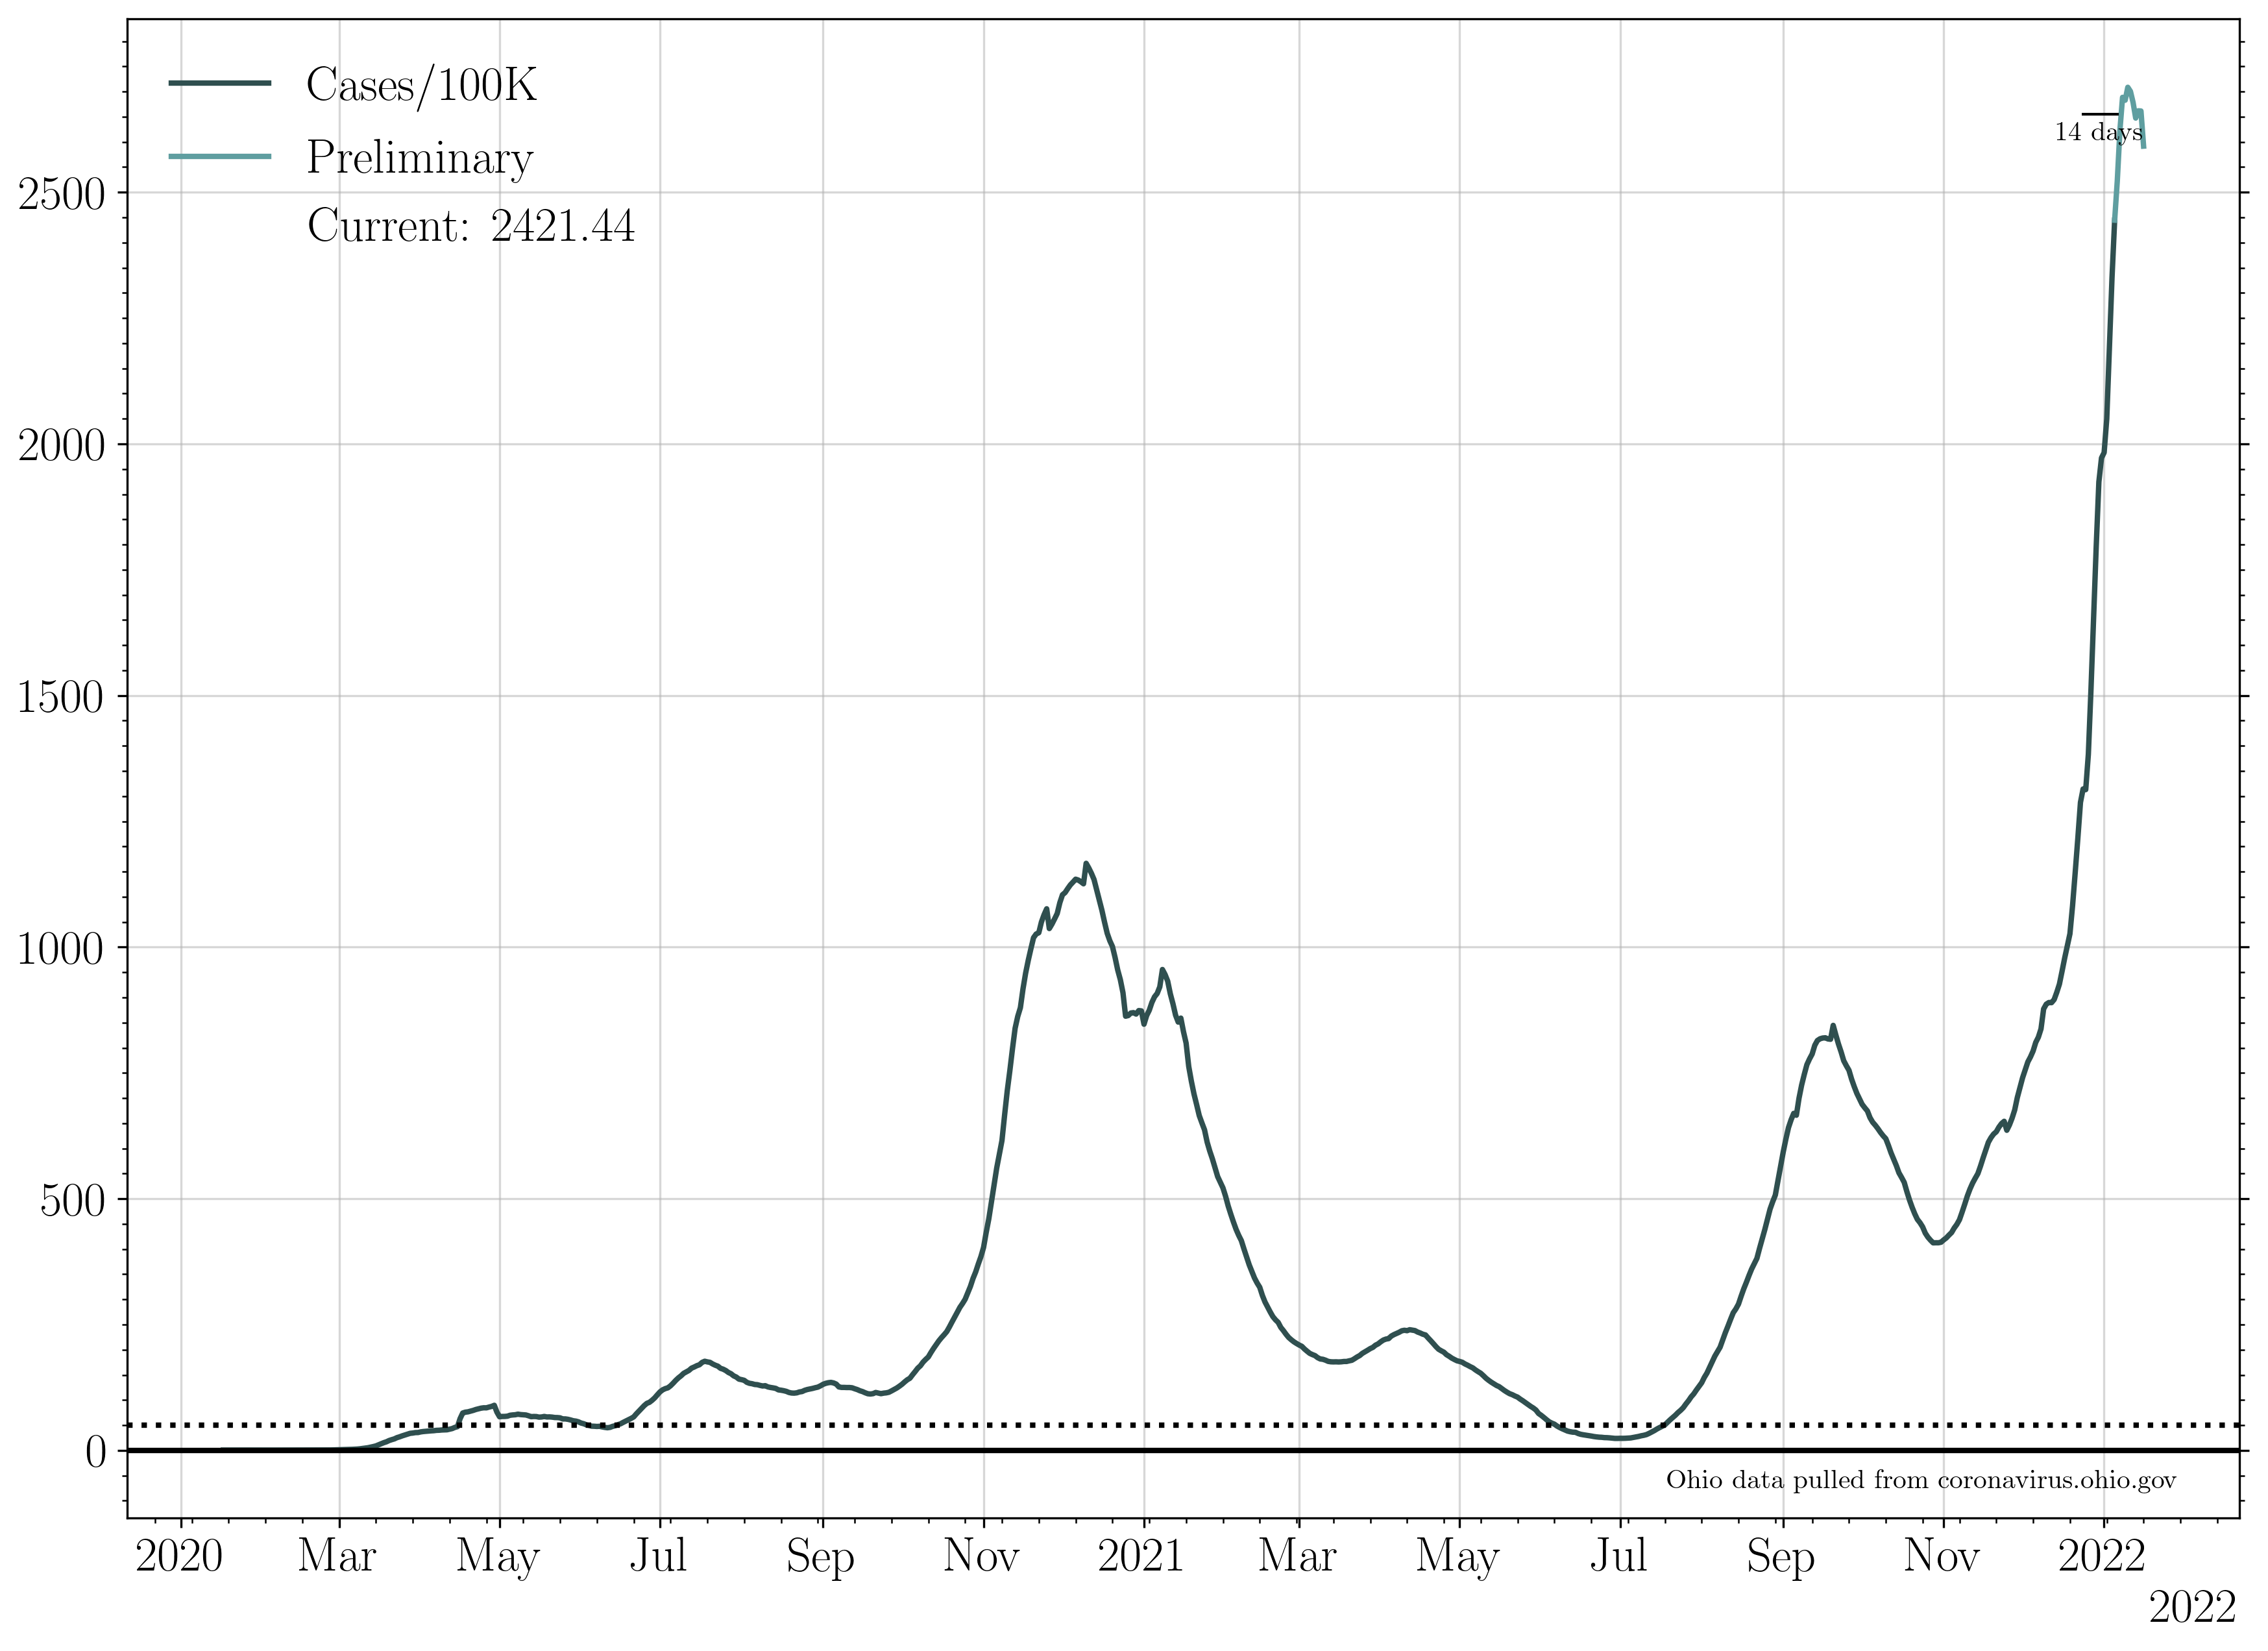 Cases/100K
Preliminary
Current: 2421.44
14 days
2500
2000
1500
1000
500
0
Ohio data pulled from coronavirus.ohio.gov
2020 Mar May Jul Sep Nov 2021 Mar May Jul Sep Nov 2022
2022